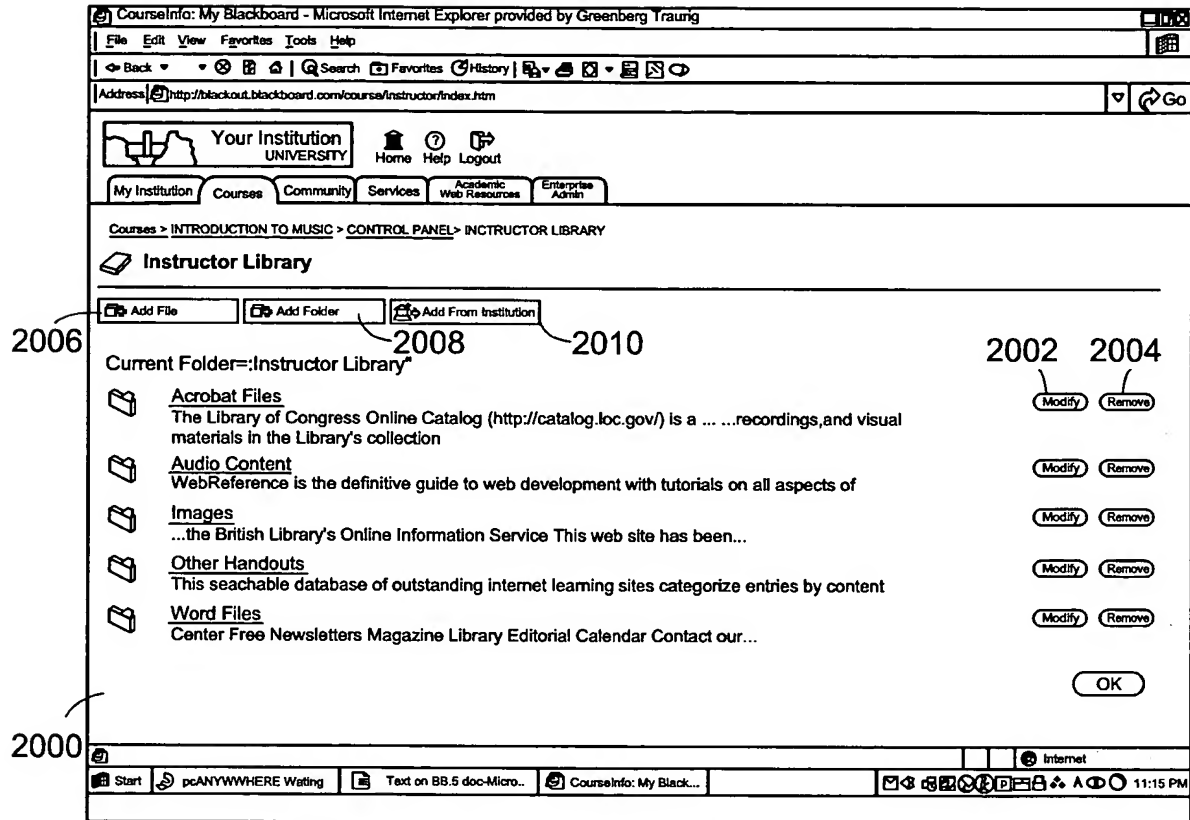 CourseInfo: My Blackboard - Microsoft Internet Explorer provided by Greenberg Traurig
File Edit View Favorites Tools Help
Back Search Favorites History
Address http://blackout.blackboard.com/course/instructor/index.htm Go
Your Institution
UNIVERSITY
Home Help Logout
My Institution Courses Community Services Academic Web Resources Enterprise Admin
Courses > INTRODUCTION TO MUSIC > CONTROL PANEL> INCTRUCTOR LIBRARY
Instructor Library
Add File Add Folder Add From Institution
2006 2008 2010 2002 2004
Current Folder=:Instructor Library"
Acrobat Files Modify Remove
The Library of Congress Online Catalog (http://catalog.loc.gov/) is a ... ...recordings,and visual
materials in the Library's collection
Audio Content Modify Remove
WebReference is the definitive guide to web development with tutorials on all aspects of
Images Modify Remove
...the British Library's Online Information Service This web site has been...
Other Handouts Modify Remove
This seachable database of outstanding internet learning sites categorize entries by content
Word Files Modify Remove
Center Free Newsletters Magazine Library Editorial Calendar Contact our...
OK
2000
Internet
Start pcANYWWHERE Wating Text on BB.5 doc-Micro.. CourseInfo: My Black... A 11:15 PM